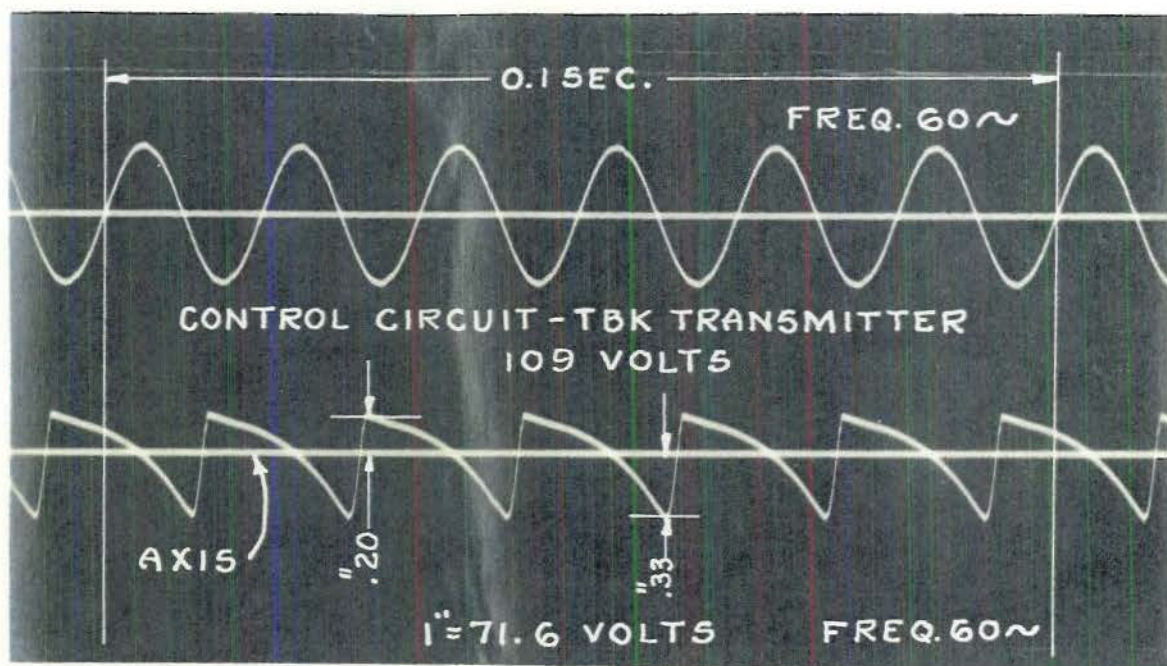 0.1 SEC.
FREQ. 60~
CONTROL CIRCUIT - TBK TRANSMITTER
109 VOLTS
AXIS
".20
".33
1"=71.6 VOLTS
FREQ. 60~